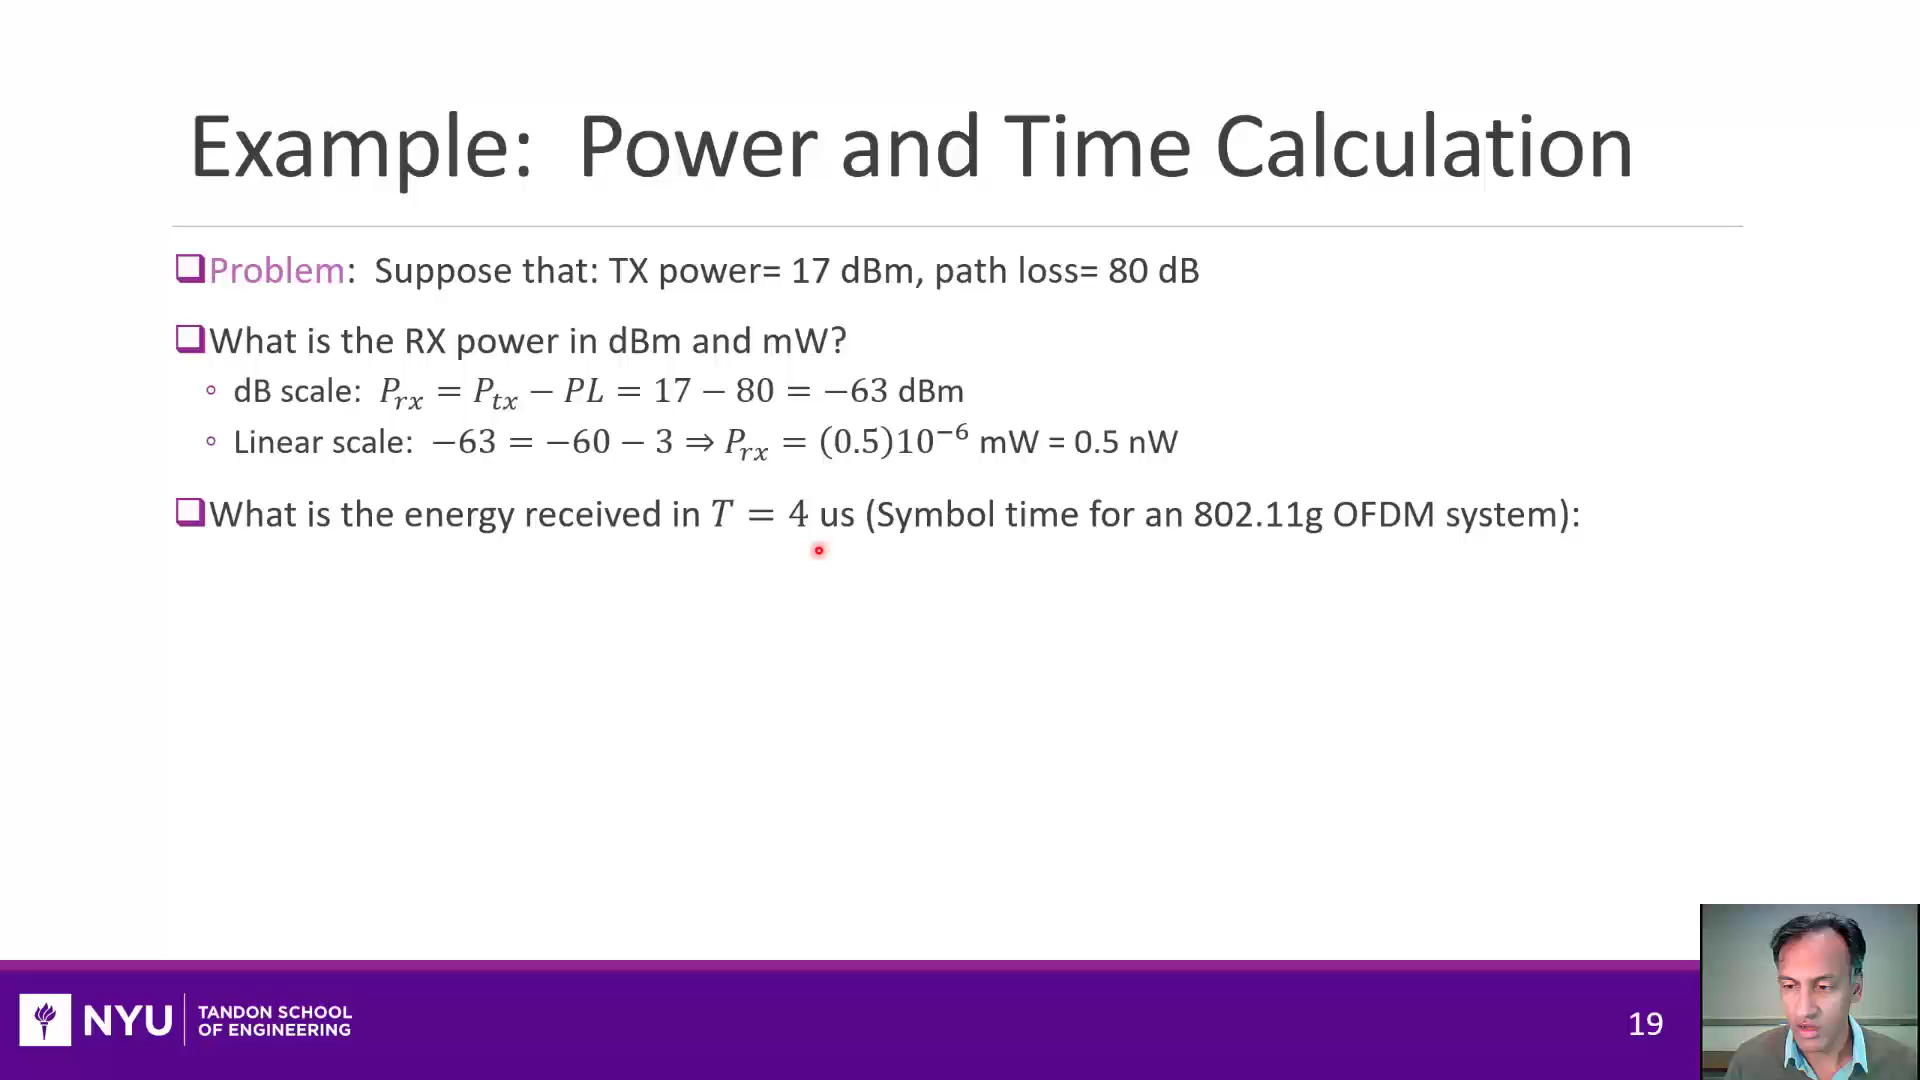 Example: Power and Time Calculation
Problem: Suppose that: TX power= 17 dBm, path loss= 80 dB
What is the RX power in dBm and mW?
dB scale: P_rx = P_tx − PL = 17 − 80 = −63 dBm
Linear scale: −63 = −60 − 3 ⇒ P_rx = (0.5)10^−6 mW = 0.5 nW
What is the energy received in T = 4 us (Symbol time for an 802.11g OFDM system):
NYU
TANDON SCHOOL
OF ENGINEERING
19